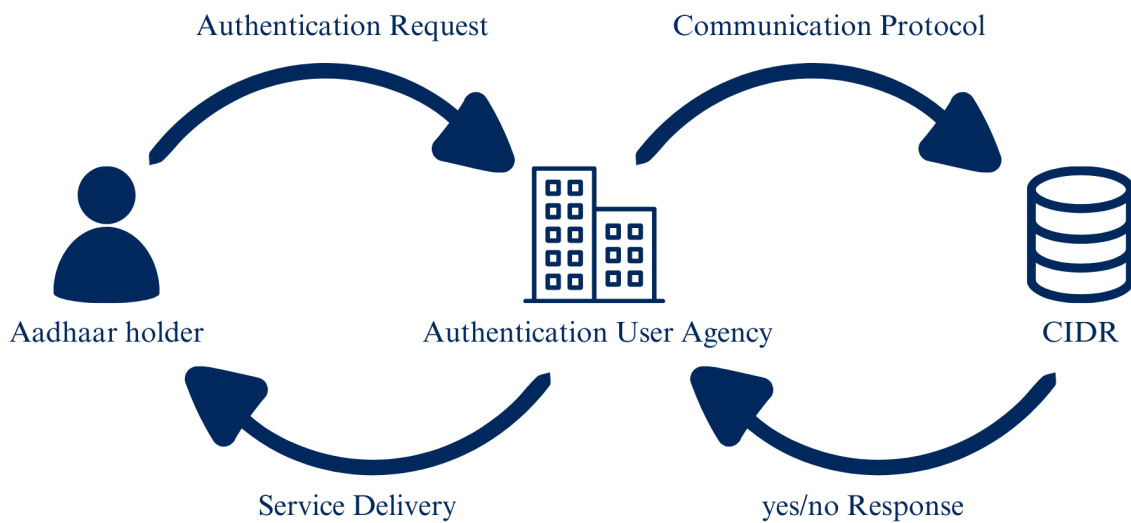 Authentication Request
Communication Protocol
Aadhaar holder
Authentication User Agency
CIDR
Service Delivery
yes/no Response